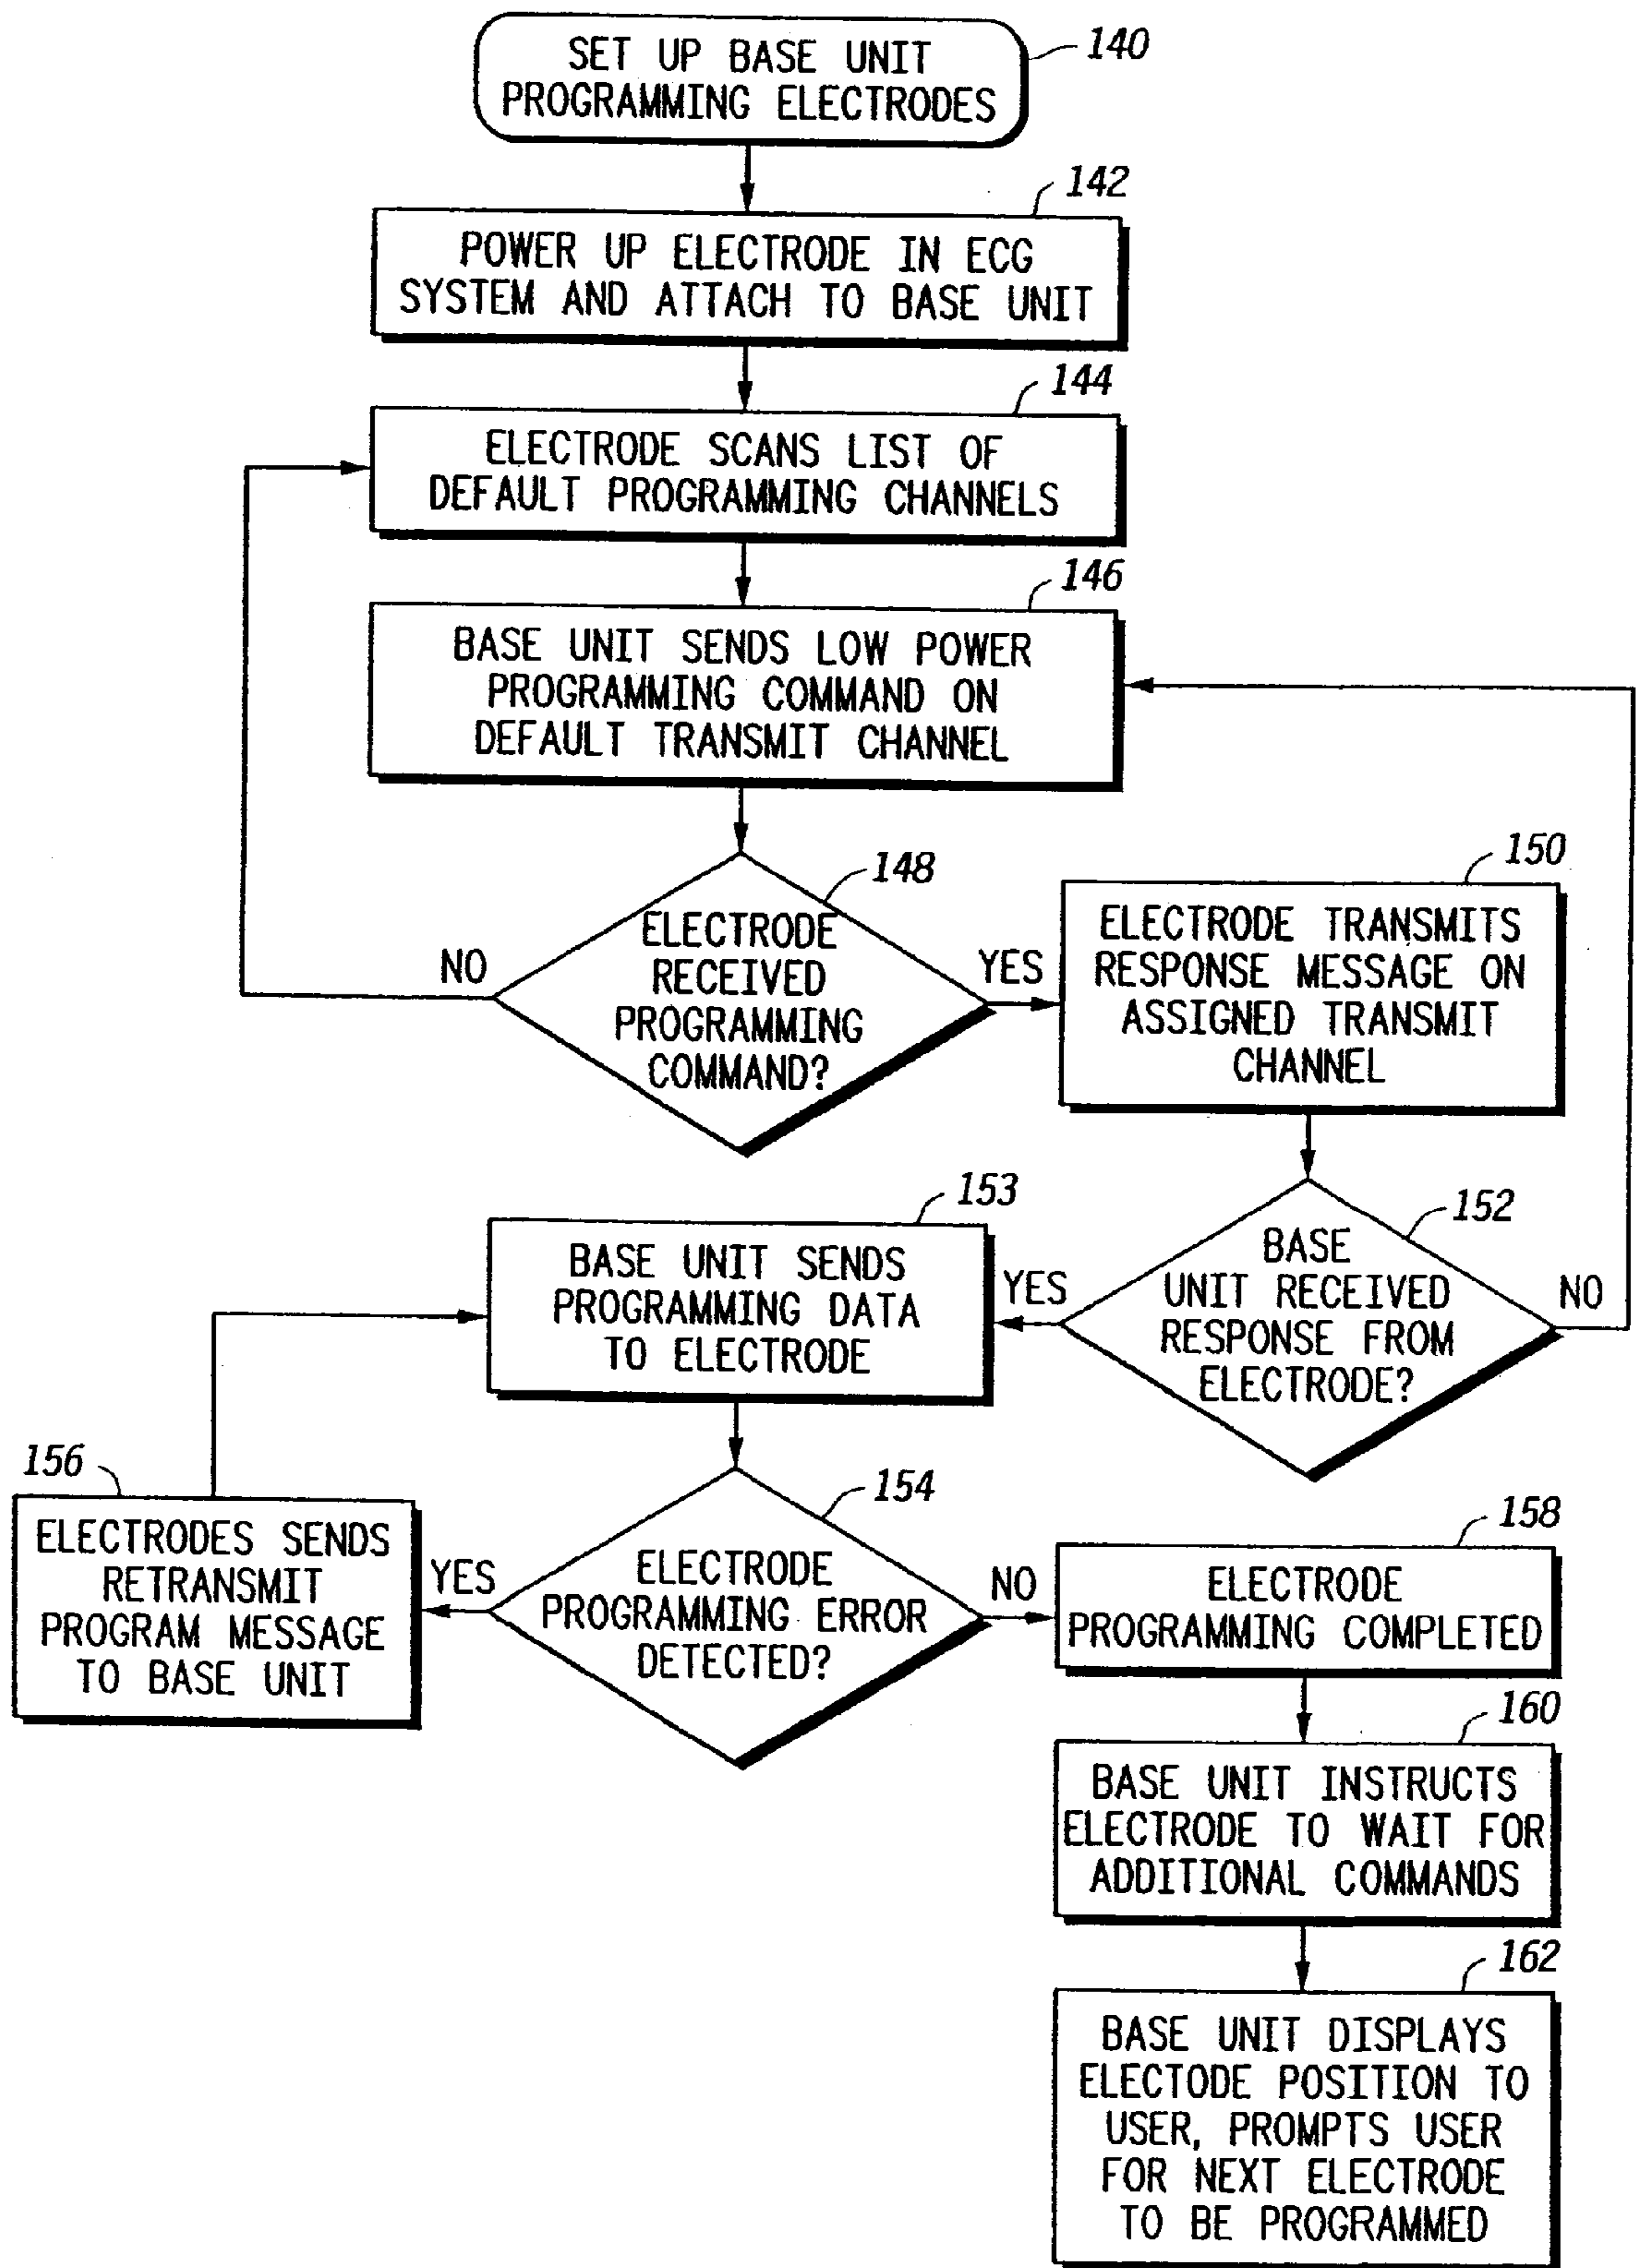 140
SET UP BASE UNIT
PROGRAMMING ELECTRODES
142
POWER UP ELECTRODE IN ECG
SYSTEM AND ATTACH TO BASE UNIT
144
ELECTRODE SCANS LIST OF
DEFAULT PROGRAMMING CHANNELS
146
BASE UNIT SENDS LOW POWER
PROGRAMMING COMMAND ON
DEFAULT TRANSMIT CHANNEL
148
ELECTRODE
RECEIVED
PROGRAMMING
COMMAND?
NO
YES
150
ELECTRODE TRANSMITS
RESPONSE MESSAGE ON
ASSIGNED TRANSMIT
CHANNEL
152
BASE
UNIT RECEIVED
RESPONSE FROM
ELECTRODE?
YES
NO
153
BASE UNIT SENDS
PROGRAMMING DATA
TO ELECTRODE
154
ELECTRODE
PROGRAMMING ERROR
DETECTED?
YES
NO
156
ELECTRODES SENDS
RETRANSMIT
PROGRAM MESSAGE
TO BASE UNIT
158
ELECTRODE
PROGRAMMING COMPLETED
160
BASE UNIT INSTRUCTS
ELECTRODE TO WAIT FOR
ADDITIONAL COMMANDS
162
BASE UNIT DISPLAYS
ELECTODE POSITION TO
USER, PROMPTS USER
FOR NEXT ELECTRODE
TO BE PROGRAMMED